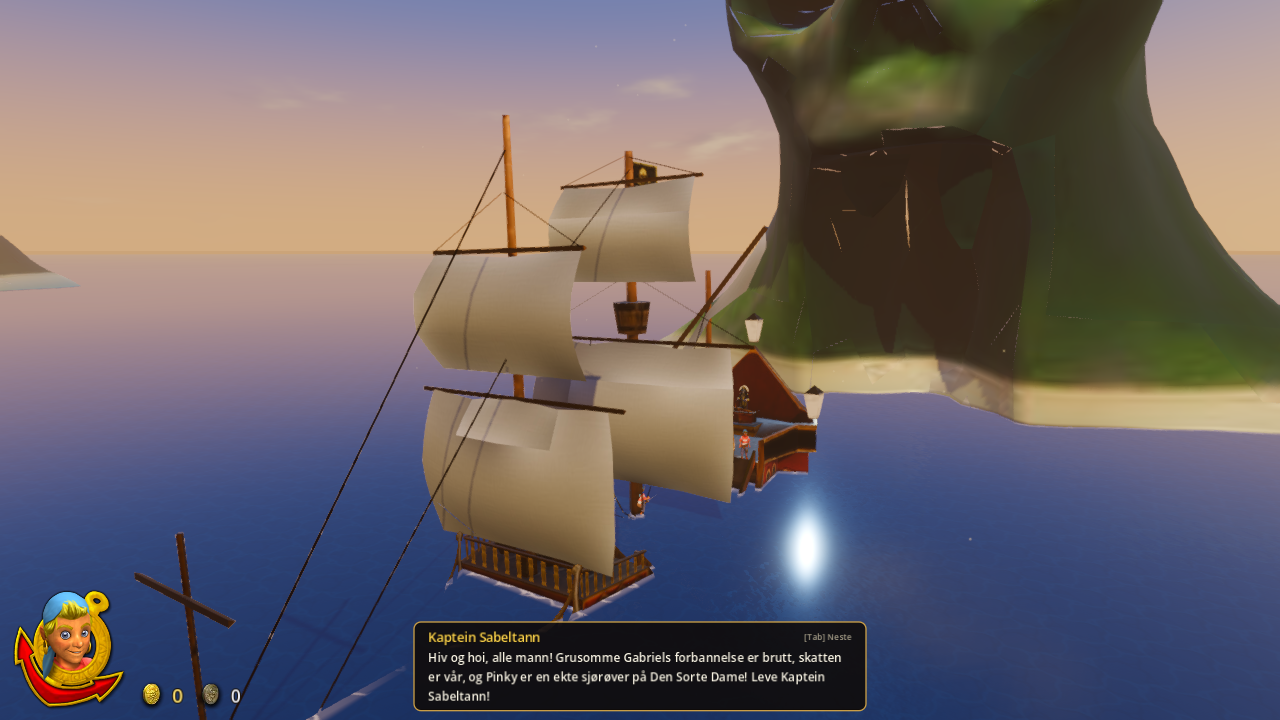 Kaptein Sabeltann
[Tab] Neste
Hiv og hoi, alle mann! Grusomme Gabriels forbannelse er brutt, skatten
er vår, og Pinky er en ekte sjørøver på Den Sorte Dame! Leve Kaptein
Sabeltann!
0 0